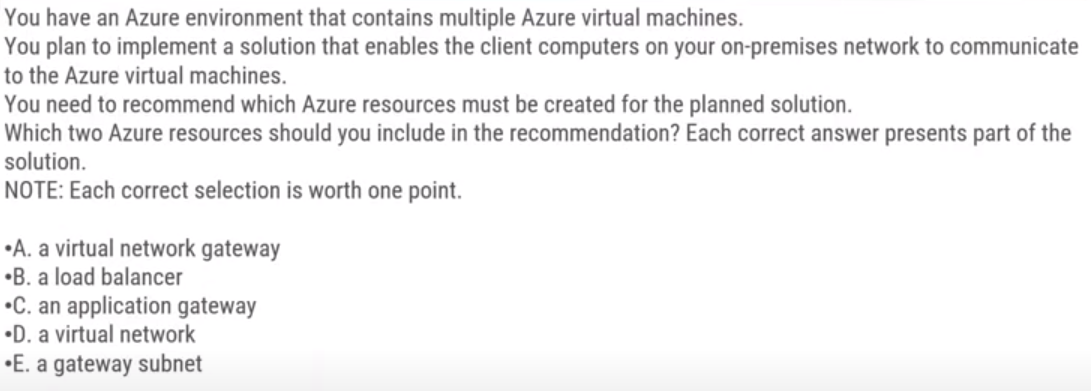 You have an Azure environment that contains multiple Azure virtual machines.
You plan to implement a solution that enables the client computers on your on-premises network to communicate
to the Azure virtual machines.
You need to recommend which Azure resources must be created for the planned solution.
Which two Azure resources should you include in the recommendation? Each correct answer presents part of the
solution.
NOTE: Each correct selection is worth one point.
•A. a virtual network gateway
•B. a load balancer
•C. an application gateway
•D. a virtual network
•E. a gateway subnet